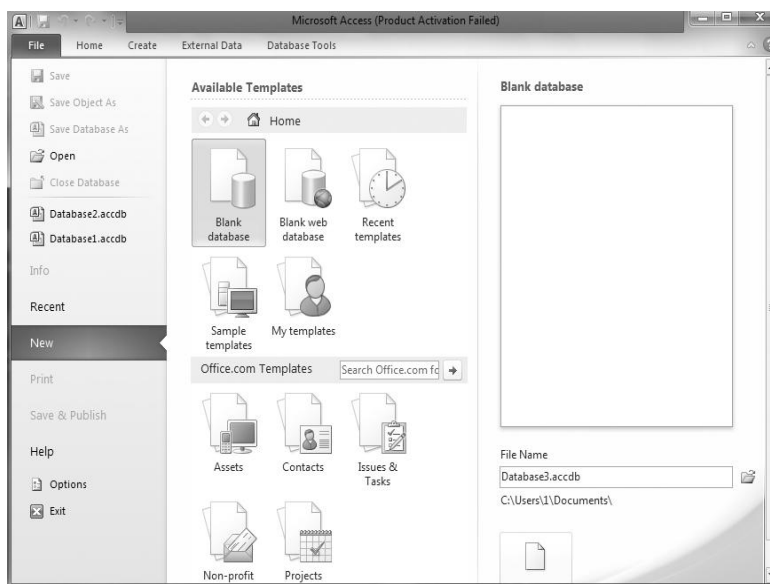 Microsoft Access (Product Activation Failed)
File Home Create External Data Database Tools
Save
Save Object As
Save Database As
Open
Close Database
Database2.accdb
Database1.accdb
Info
Recent
New
Print
Save & Publish
Help
Options
Exit
Available Templates
Home
Blank
database
Blank web
database
Recent
templates
Sample
templates
My templates
Office.com Templates
Search Office.com fo
Assets
Contacts
Issues &
Tasks
Non-profit
Projects
Blank database
File Name
Database3.accdb
C:\Users\1\Documents\